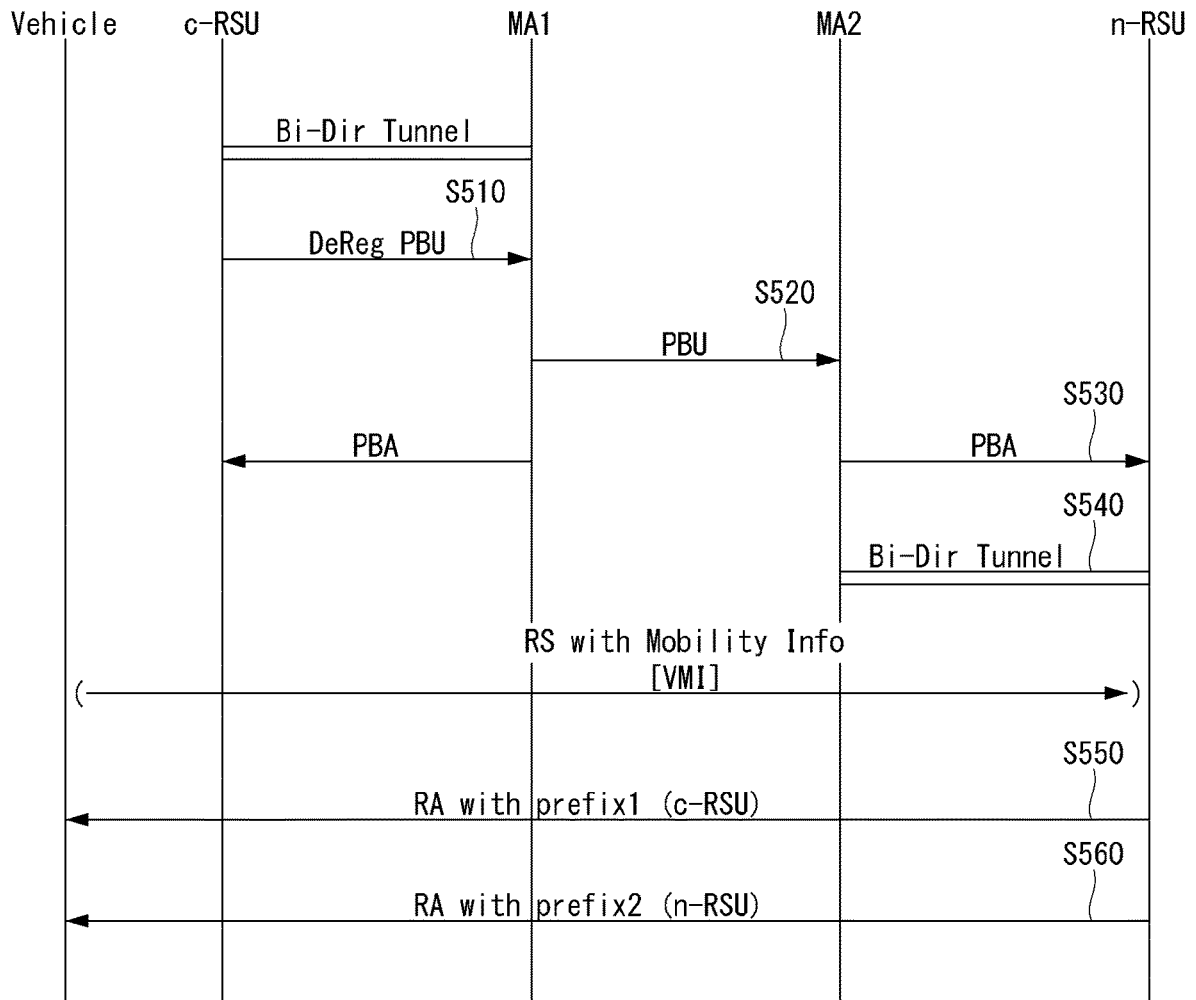 Vehicle c-RSU MA1 MA2 n-RSU
Bi-Dir Tunnel
S510
DeReg PBU
S520
PBU
S530
PBA PBA
S540
Bi-Dir Tunnel
RS with Mobility Info
[VMI]
S550
RA with prefix1 (c-RSU)
S560
RA with prefix2 (n-RSU)